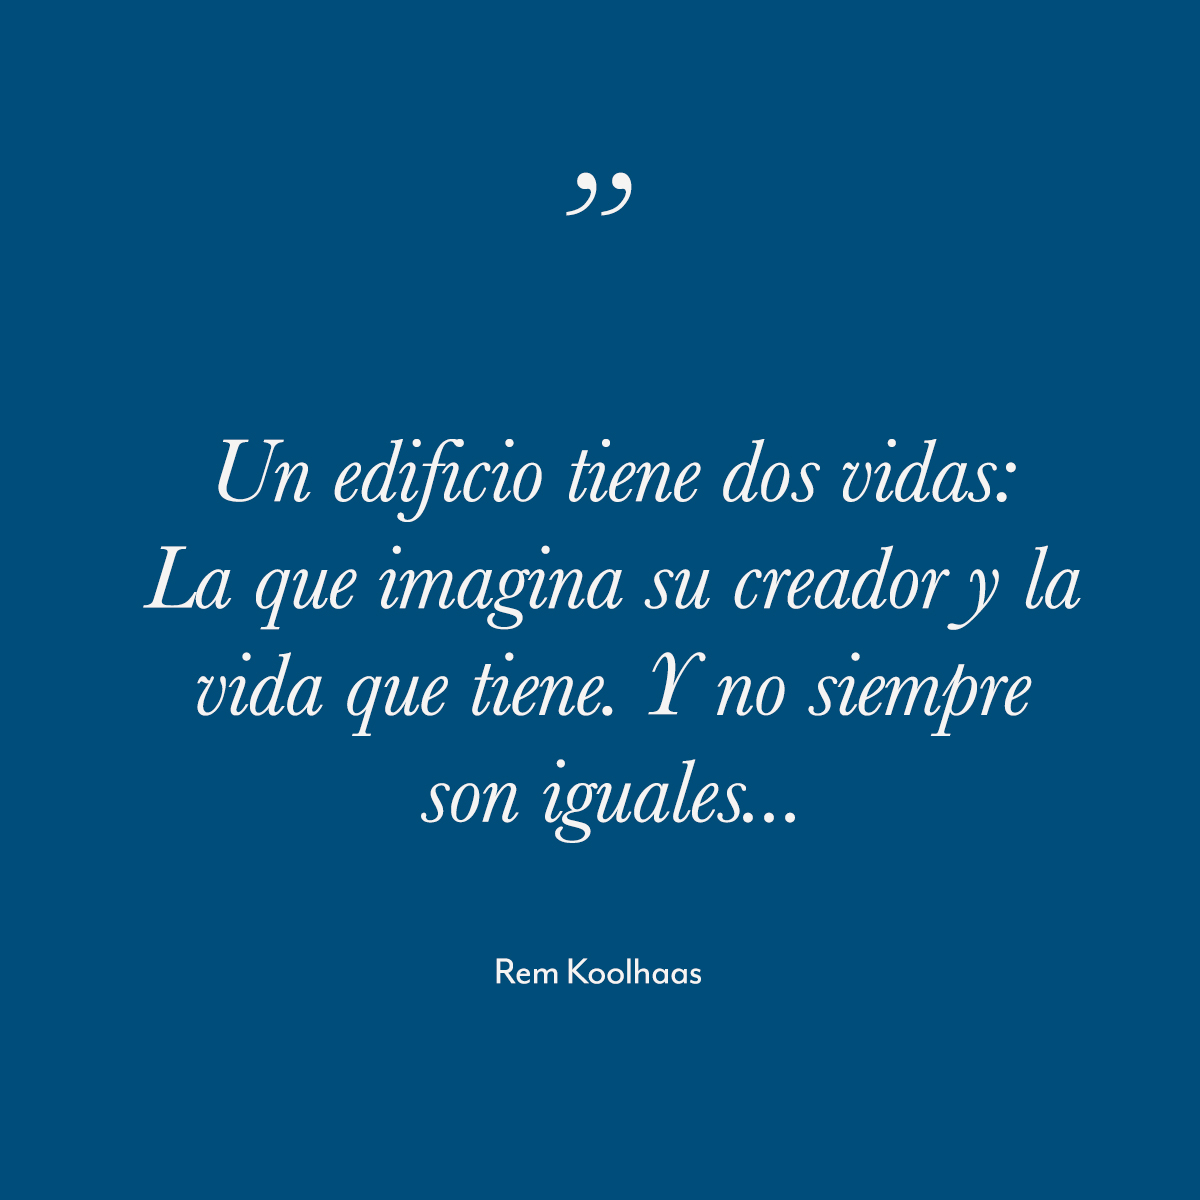 ”
Un edificio tiene dos vidas:
La que imagina su creador y la
vida que tiene. Y no siempre
son iguales...
Rem Koolhaas